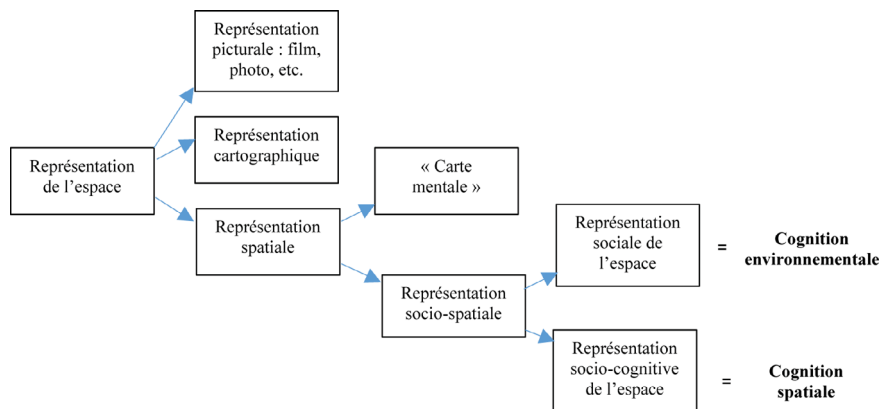 Représentation
picturale : film,
photo, etc.
Représentation
cartographique
Représentation
de l’espace
« Carte
mentale »
Représentation
spatiale
Représentation
sociale de
l’espace
=
Cognition
environnementale
Représentation
socio-spatiale
Représentation
socio-cognitive
de l’espace
=
Cognition
spatiale